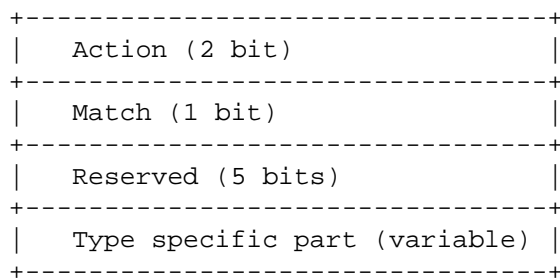 +---------------------------------+
|   Action (2 bit)                |
+---------------------------------+
|   Match (1 bit)                 |
+---------------------------------+
|   Reserved (5 bits)             |
+---------------------------------+
|   Type specific part (variable) |
+---------------------------------+